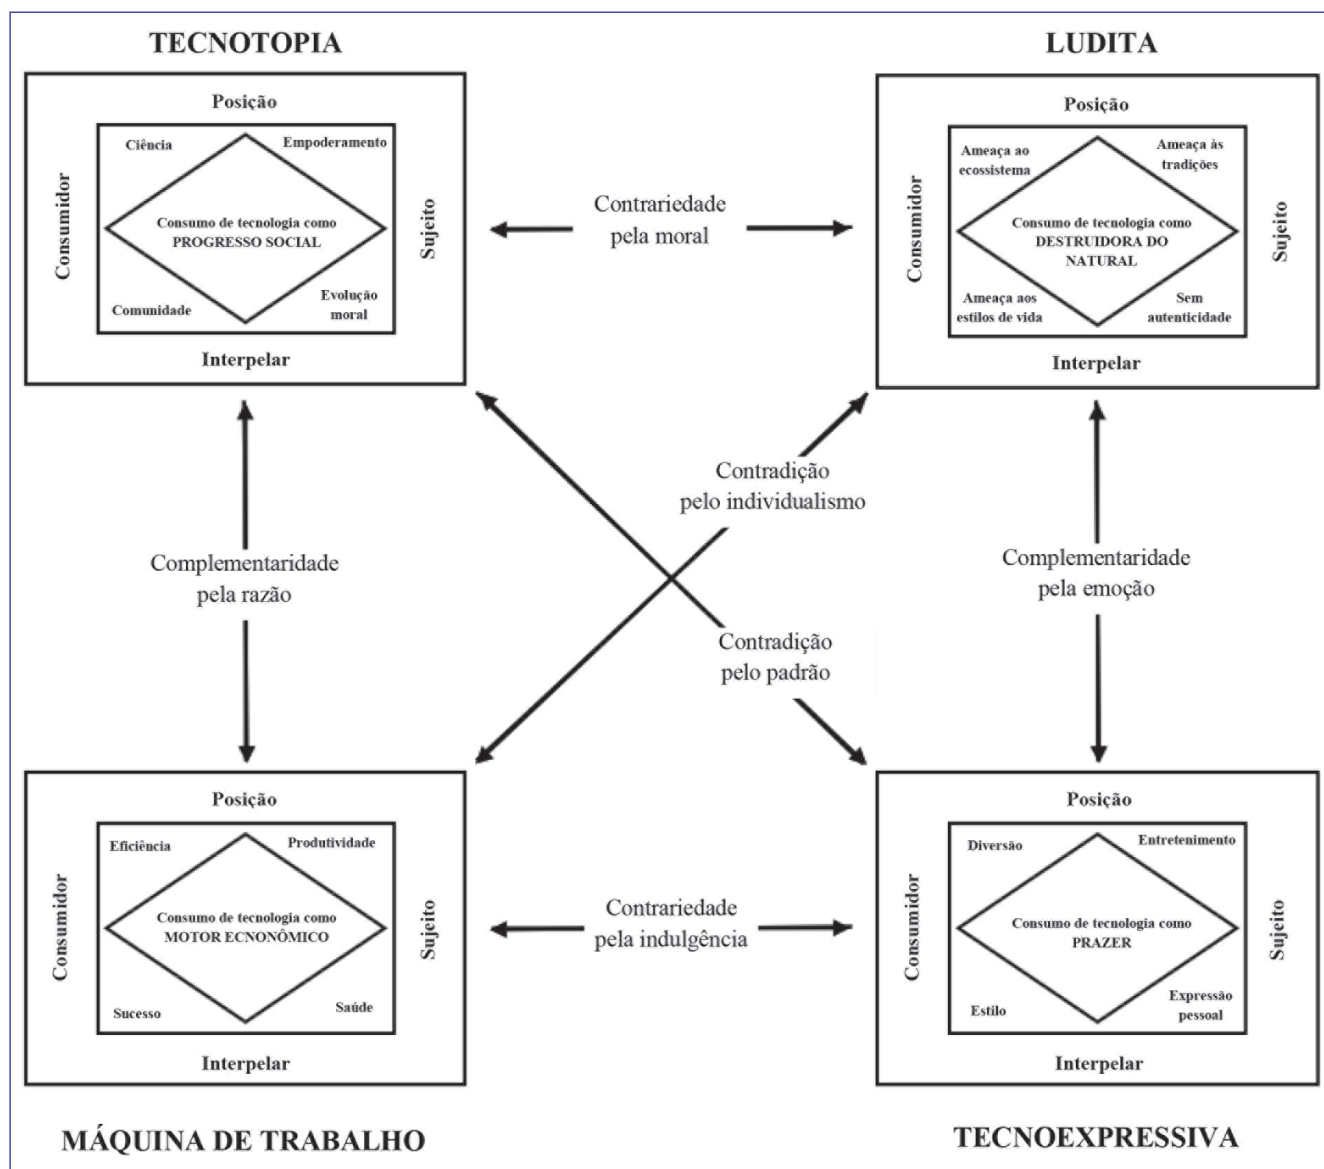 TECNOTOPIA
LUDITA
Posição
Ciência
Empoderamento
Consumidor
Consumo de tecnologia como
PROGRESSO SOCIAL
Sujeito
Comunidade
Evolução
moral
Interpelar
Contrariedade
pela moral
Posição
Ameaça ao
ecossistema
Ameaça às
tradições
Consumidor
Consumo de tecnologia como
DESTRUIDORA DO
NATURAL
Sujeito
Ameaça aos
estilos de vida
Sem
autenticidade
Interpelar
Contradição
pelo individualismo
Complementaridade
pela razão
Complementaridade
pela emoção
Contradição
pelo padrão
Posição
Eficiência
Produtividade
Consumidor
Consumo de tecnologia como
MOTOR ECNONÔMICO
Sujeito
Sucesso
Saúde
Interpelar
Contrariedade
pela indulgência
Posição
Diversão
Entretenimento
Consumidor
Consumo de tecnologia como
PRAZER
Sujeito
Estilo
Expressão
pessoal
Interpelar
MÁQUINA DE TRABALHO
TECNOEXPRESSIVA